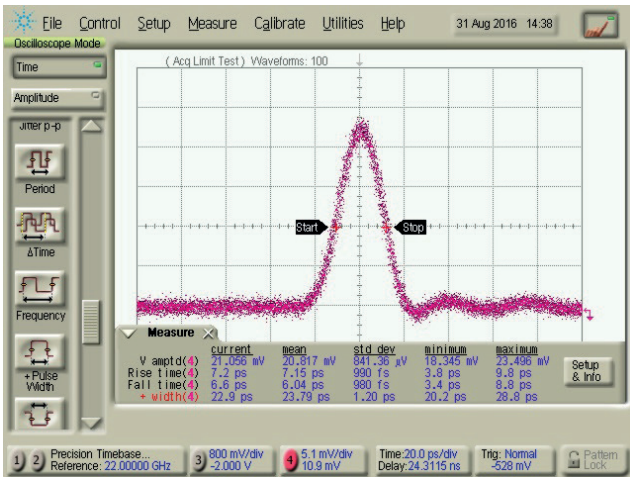 File Control Setup Measure Calibrate Utilities Help 31 Aug 2016 14:38
Oscilloscope Mode
Time
Amplitude
( Acq Limit Test ) Waveforms: 100
Jitter p-p
Period
ΔTime
Frequency
+ Pulse
Width
Start
Stop
Measure
current mean std dev minimum maximum
V amptd(4) 21.056 mV 20.817 mV 841.36 µV 18.345 mV 23.496 mV
Rise time(4) 7.2 ps 7.15 ps 990 fs 3.8 ps 9.8 ps
Fall time(4) 6.6 ps 6.04 ps 980 fs 3.4 ps 8.8 ps
+ width(4) 22.9 ps 23.79 ps 1.20 ps 20.2 ps 28.8 ps
Setup
& Info
1 2 Precision Timebase...
Reference: 22.00000 GHz
3 800 mV/div
-2.000 V
4 5.1 mV/div
10.9 mV
Time:20.0 ps/div
Delay:24.3115 ns
Trig: Normal
-528 mV
Pattern
Lock